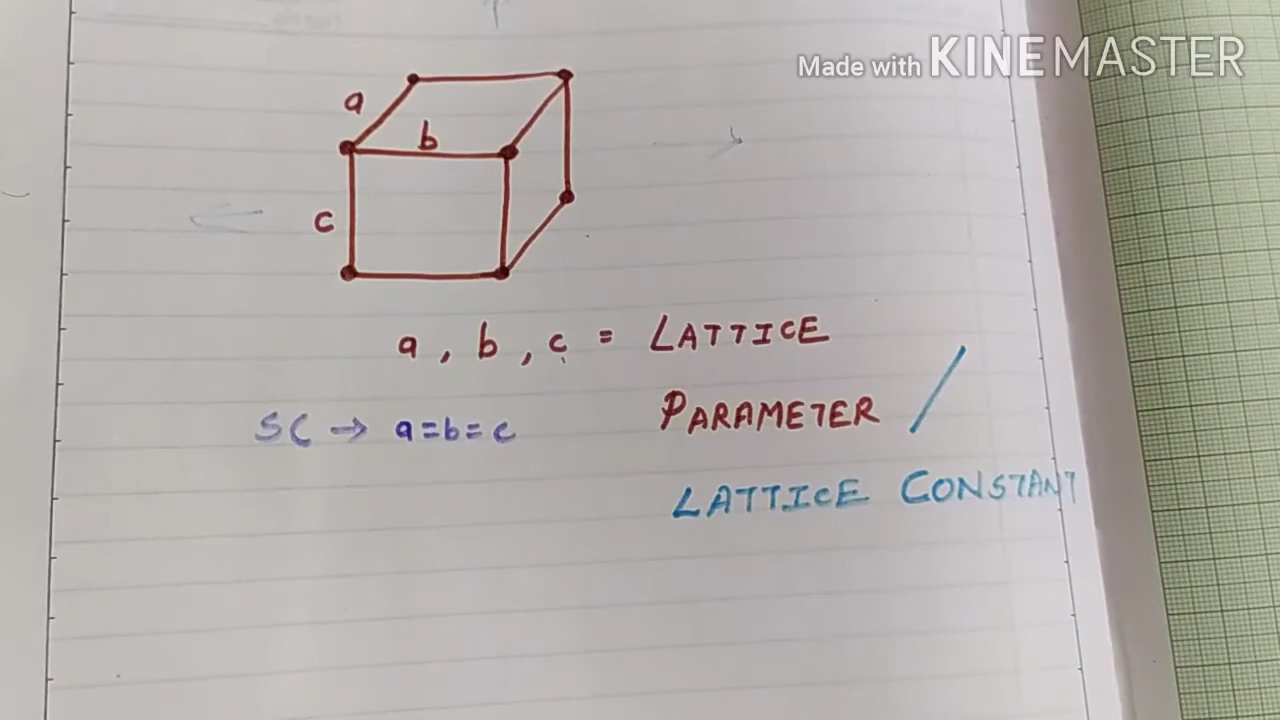 Made with KINEMASTER
a
b
c
a , b , c = LATTICE
SC → a=b=c PARAMETER /
LATTICE CONSTANT